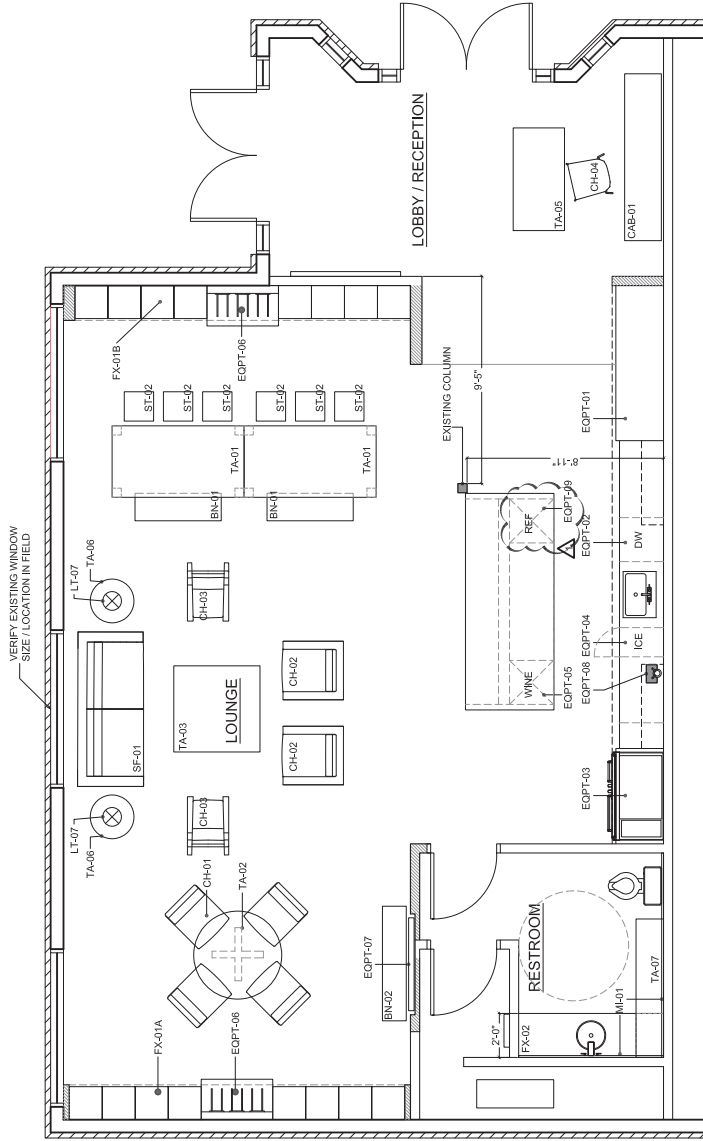 VERIFY EXISTING WINDOW
SIZE / LOCATION IN FIELD
LOBBY / RECEPTION
TA-05
CH-04
CAB-01
FX-01B
EQPT-06
ST-02
ST-02
ST-02
ST-02
ST-02
ST-02
TA-01
TA-01
BN-01
BN-01
EXISTING COLUMN
9'-5"
8'-11"
EQPT-01
LT-07
TA-06
CH-03
SF-01
TA-03
LOUNGE
CH-02
CH-02
REF
EQPT-09
EQPT-02
DW
EQPT-04
ICE
WINE
EQPT-05
EQPT-08
EQPT-03
LT-07
TA-06
CH-03
CH-01
TA-02
EQPT-07
BN-02
RESTROOM
FX-01A
EQPT-06
2'-0"
FX-02
MI-01
TA-07